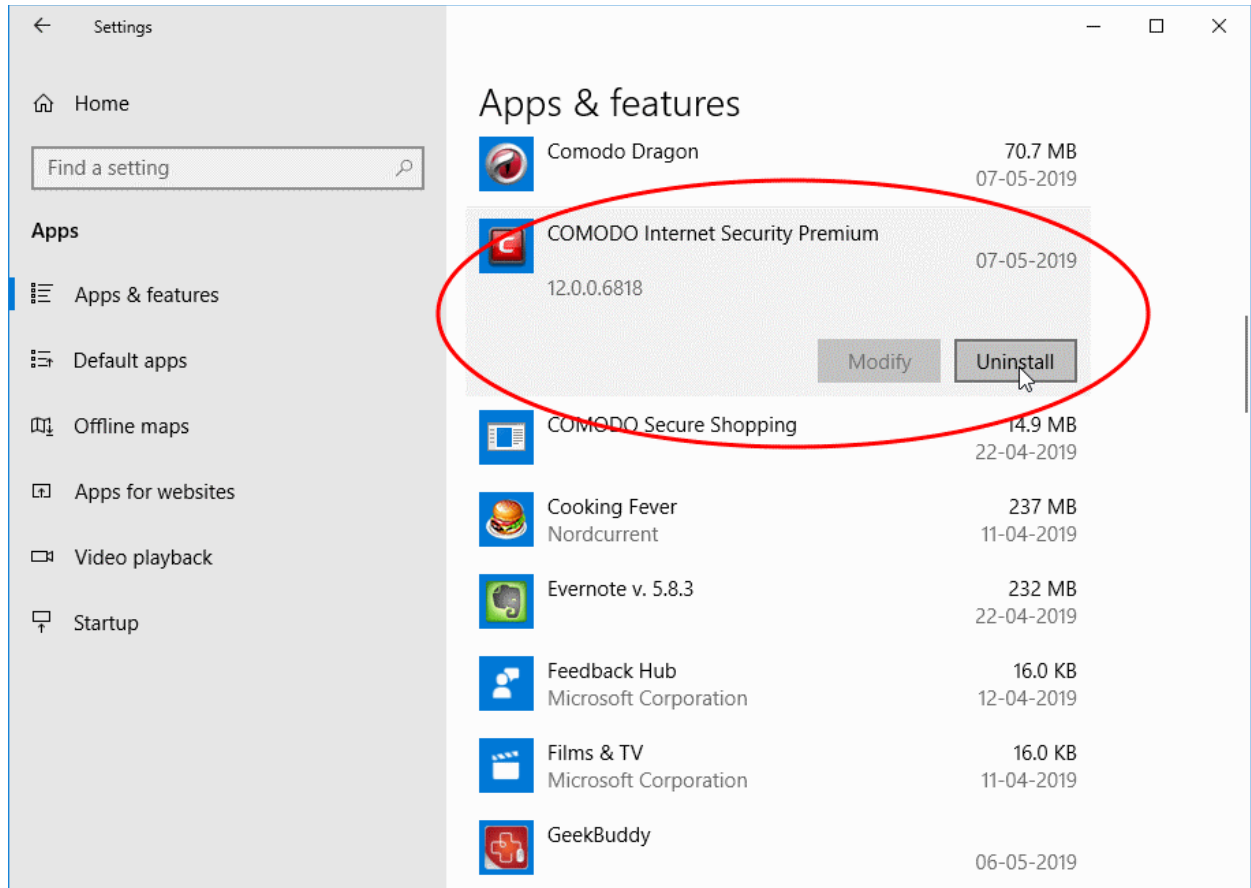 Settings
Home
Find a setting
Apps
Apps & features
Default apps
Offline maps
Apps for websites
Video playback
Startup
Apps & features
Comodo Dragon 70.7 MB
07-05-2019
COMODO Internet Security Premium
07-05-2019
12.0.0.6818
Modify Uninstall
COMODO Secure Shopping 14.9 MB
22-04-2019
Cooking Fever 237 MB
Nordcurrent 11-04-2019
Evernote v. 5.8.3 232 MB
22-04-2019
Feedback Hub 16.0 KB
Microsoft Corporation 12-04-2019
Films & TV 16.0 KB
Microsoft Corporation 11-04-2019
GeekBuddy
06-05-2019